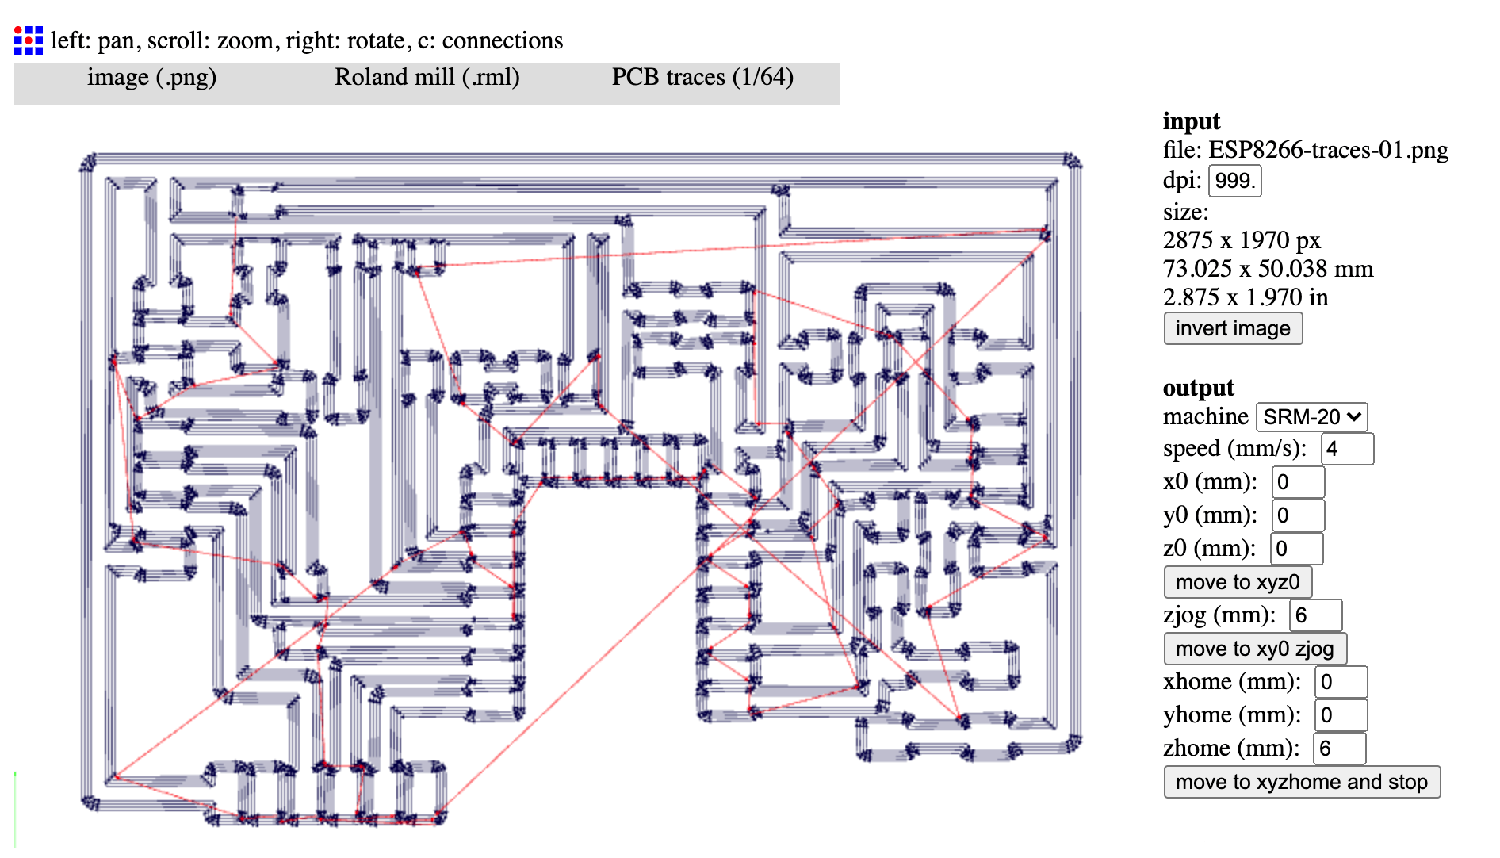 left: pan, scroll: zoom, right: rotate, c: connections
image (.png) Roland mill (.rml) PCB traces (1/64)
input
file: ESP8266-traces-01.png
dpi: 999.
size:
2875 x 1970 px
73.025 x 50.038 mm
2.875 x 1.970 in
invert image
output
machine SRM-20
speed (mm/s): 4
x0 (mm): 0
y0 (mm): 0
z0 (mm): 0
move to xyz0
zjog (mm): 6
move to xy0 zjog
xhome (mm): 0
yhome (mm): 0
zhome (mm): 6
move to xyzhome and stop